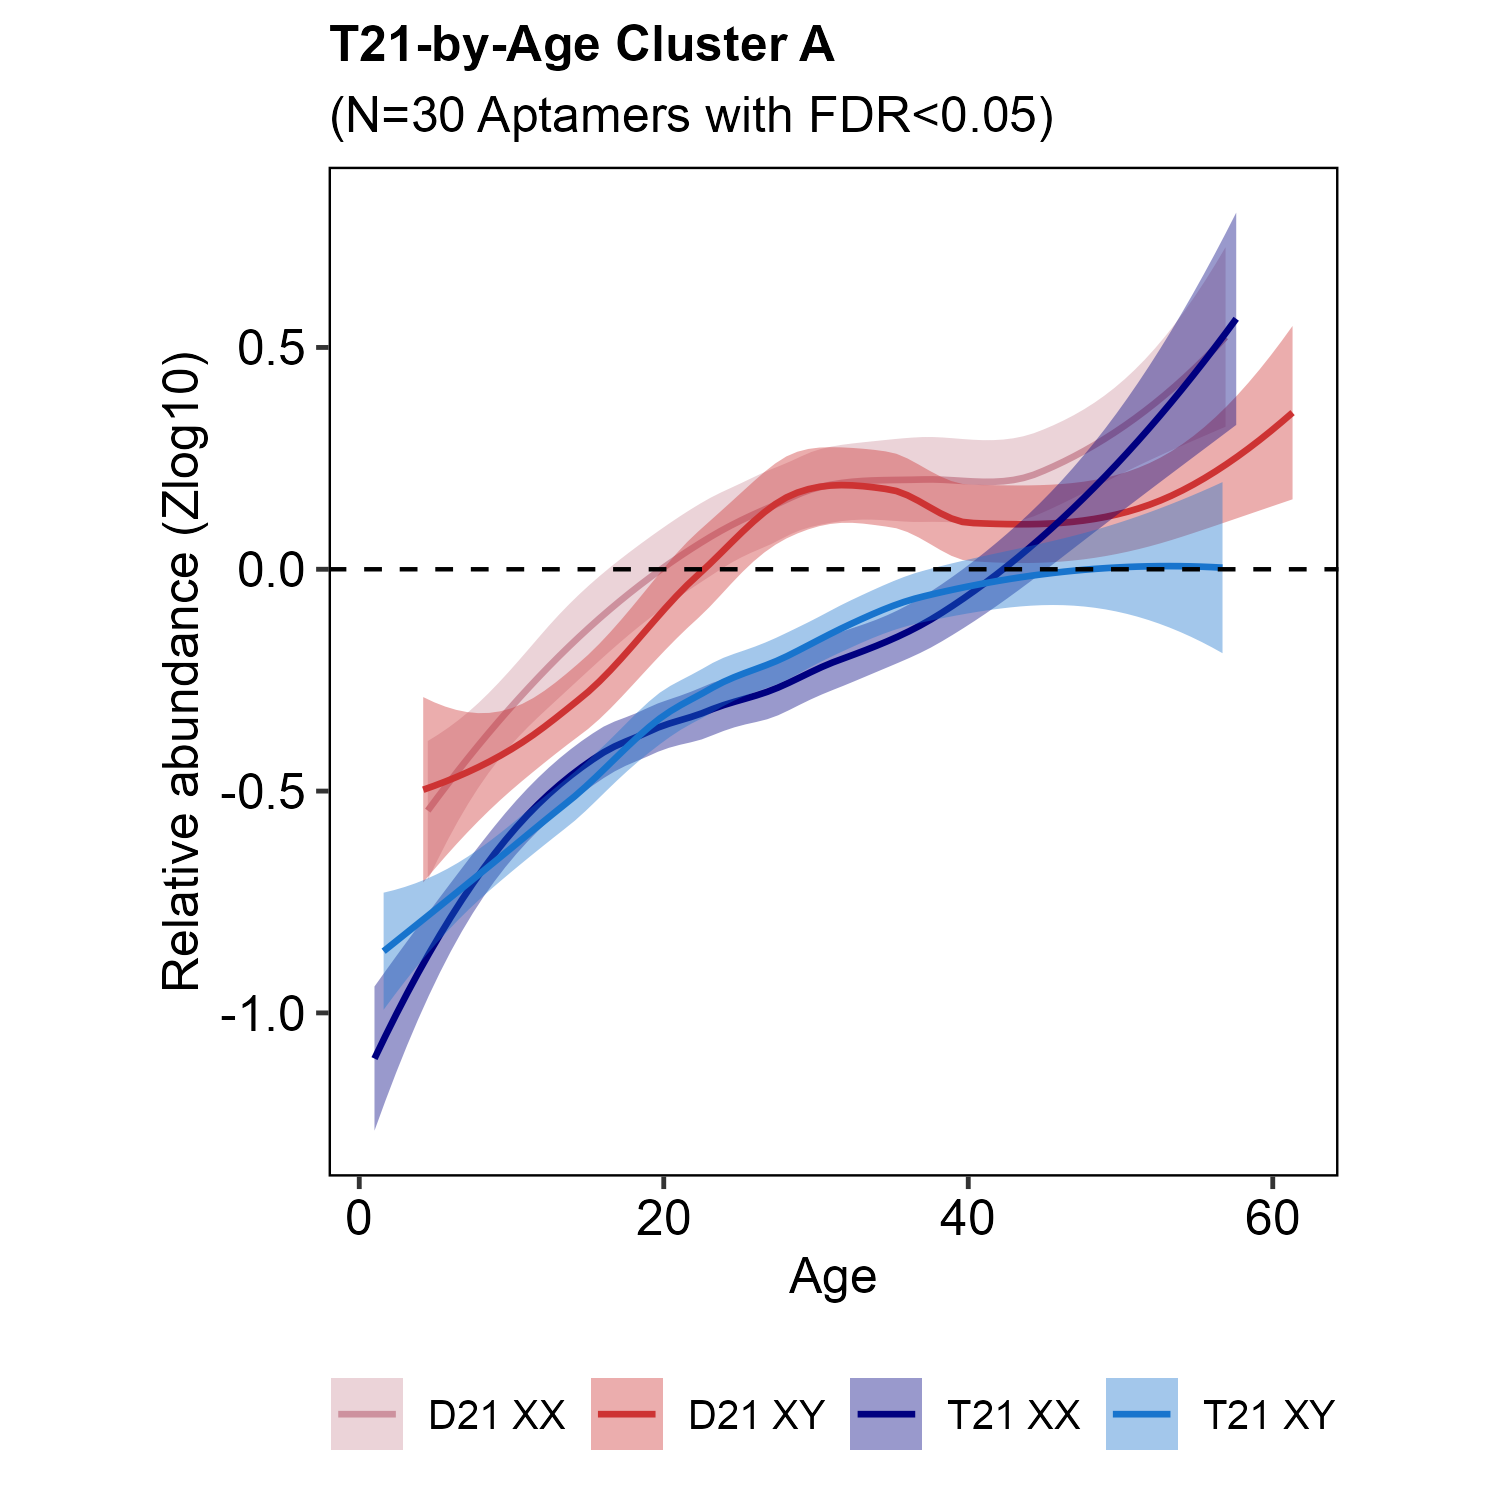 T21-by-Age Cluster A
(N=30 Aptamers with FDR<0.05)
Relative abundance (Zlog10)
0.5
0.0
-0.5
-1.0
0 20 40 60
Age
D21 XX D21 XY T21 XX T21 XY